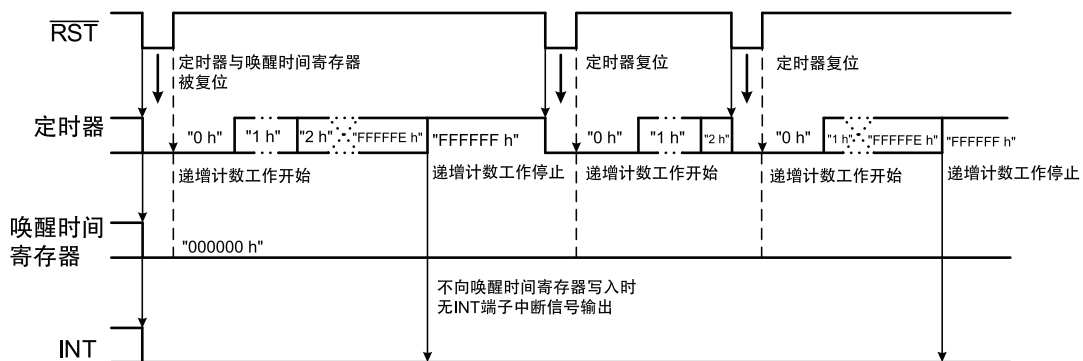 RST
定时器与唤醒时间寄存器
被复位
定时器复位
定时器复位
定时器
"0 h"
"1 h"
"2 h"
"FFFFFE h"
"FFFFFF h"
"0 h"
"1 h"
"2 h"
"0 h"
"1 h"
"FFFFFE h"
"FFFFFF h"
递增计数工作开始
递增计数工作停止
递增计数工作开始
递增计数工作开始
递增计数工作停止
唤醒时间
寄存器
"000000 h"
不向唤醒时间寄存器写入时
无INT端子中断信号输出
INT